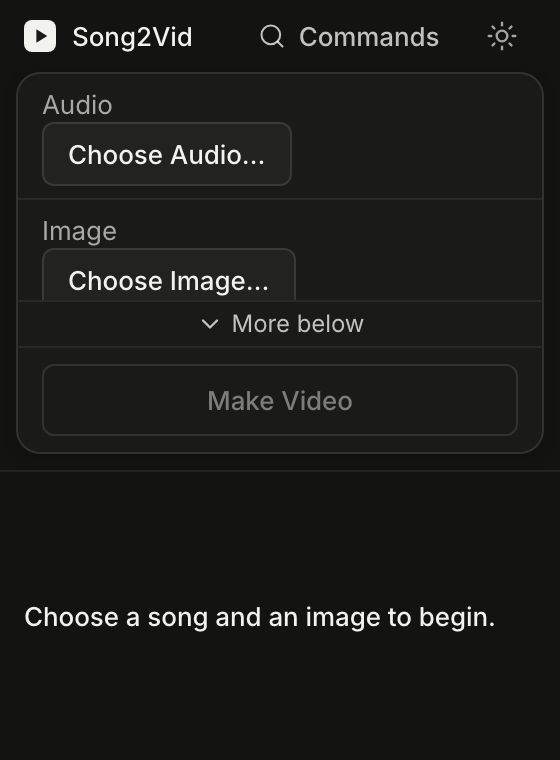 Song2Vid
Commands
Audio
Choose Audio...
Image
Choose Image...
More below
Make Video
Choose a song and an image to begin.